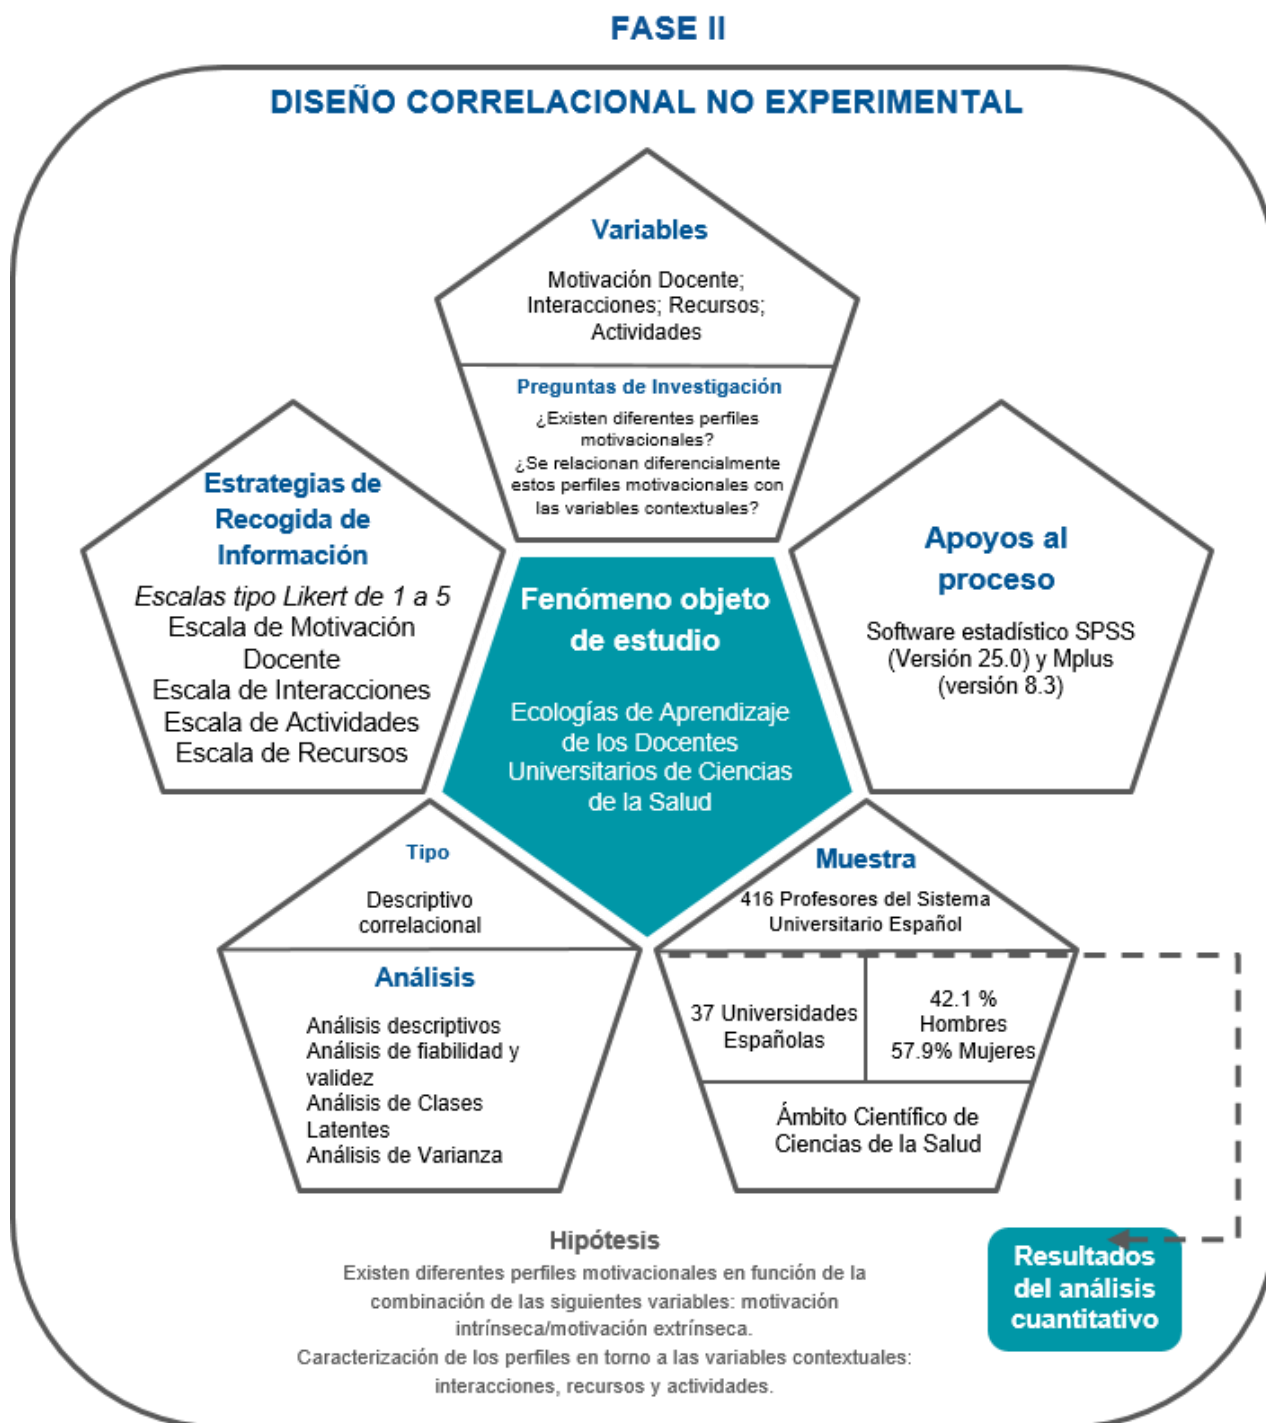 FASE II
DISEÑO CORRELACIONAL NO EXPERIMENTAL
Variables
Motivación Docente;
Interacciones; Recursos;
Actividades
Preguntas de Investigación
¿Existen diferentes perfiles
motivacionales?
¿Se relacionan diferencialmente
estos perfiles motivacionales con
las variables contextuales?
Estrategias de
Recogida de
Información
Escalas tipo Likert de 1 a 5
Escala de Motivación
Docente
Escala de Interacciones
Escala de Actividades
Escala de Recursos
Fenómeno objeto
de estudio
Ecologías de Aprendizaje
de los Docentes
Universitarios de Ciencias
de la Salud
Apoyos al
proceso
Software estadístico SPSS
(Versión 25.0) y Mplus
(versión 8.3)
Tipo
Descriptivo
correlacional
Análisis
Análisis descriptivos
Análisis de fiabilidad y
validez
Análisis de Clases
Latentes
Análisis de Varianza
Muestra
416 Profesores del Sistema
Universitario Español
37 Universidades
Españolas
42.1 %
Hombres
57.9% Mujeres
Ámbito Científico de
Ciencias de la Salud
Hipótesis
Existen diferentes perfiles motivacionales en función de la
combinación de las siguientes variables: motivación
intrínseca/motivación extrínseca.
Caracterización de los perfiles en torno a las variables contextuales:
interacciones, recursos y actividades.
Resultados
del análisis
cuantitativo